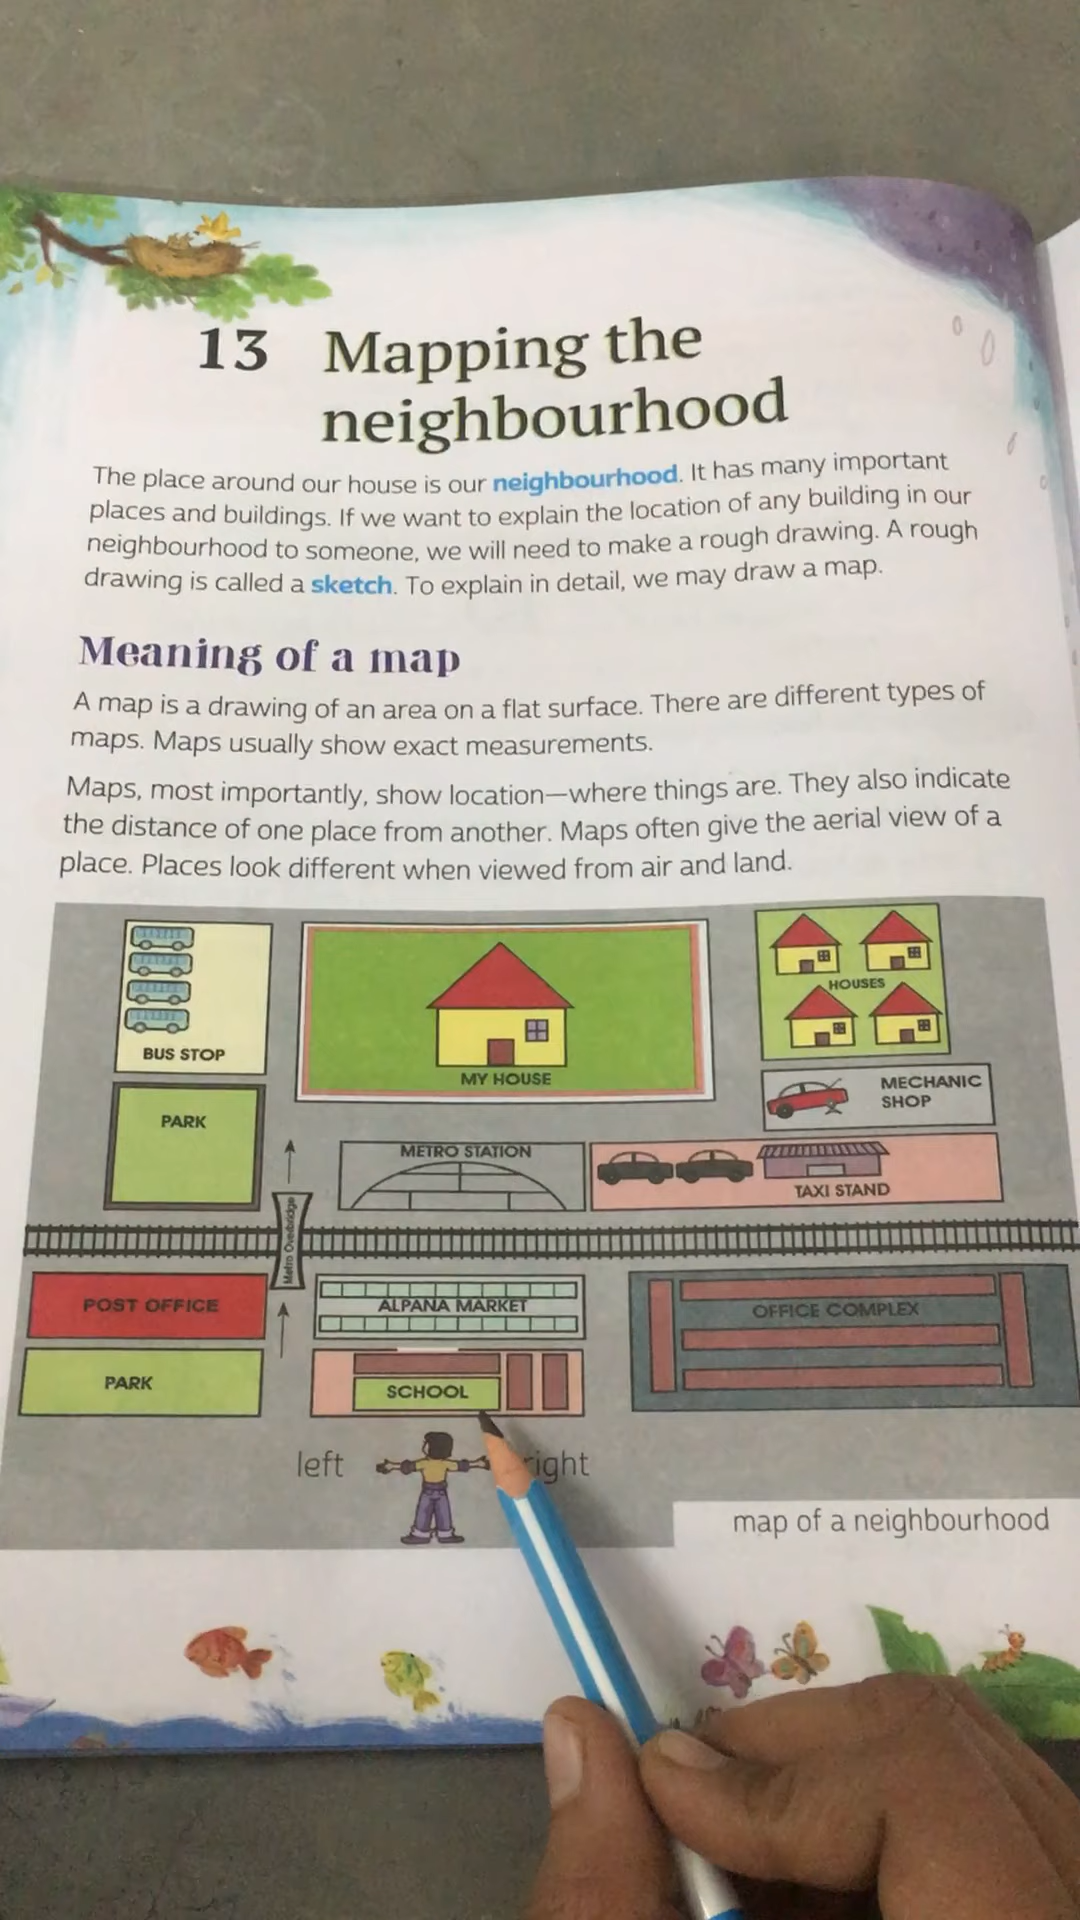 13 Mapping the
neighbourhood
The place around our house is our neighbourhood. It has many important
places and buildings. If we want to explain the location of any building in our
neighbourhood to someone, we will need to make a rough drawing. A rough
drawing is called a sketch. To explain in detail, we may draw a map.
Meaning of a map
A map is a drawing of an area on a flat surface. There are different types of
maps. Maps usually show exact measurements.
Maps, most importantly, show location—where things are. They also indicate
the distance of one place from another. Maps often give the aerial view of a
place. Places look different when viewed from air and land.
BUS STOP
MY HOUSE
HOUSES
MECHANIC
SHOP
PARK
METRO STATION
TAXI STAND
Metro Overbridge
POST OFFICE
ALPANA MARKET
OFFICE COMPLEX
PARK
SCHOOL
left
right
map of a neighbourhood